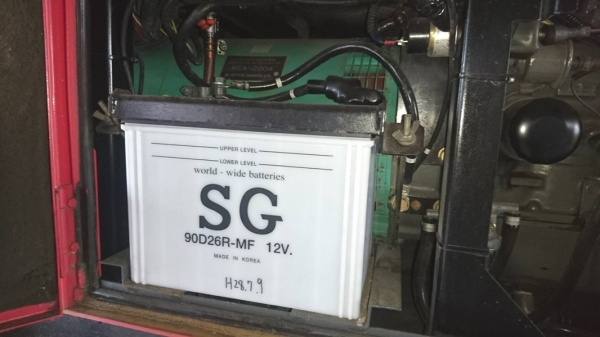 UPPER LEVEL
LOWER LEVEL
world - wide batteries
SG
90D26R-MF 12V.
MADE IN KOREA
H28.7.9